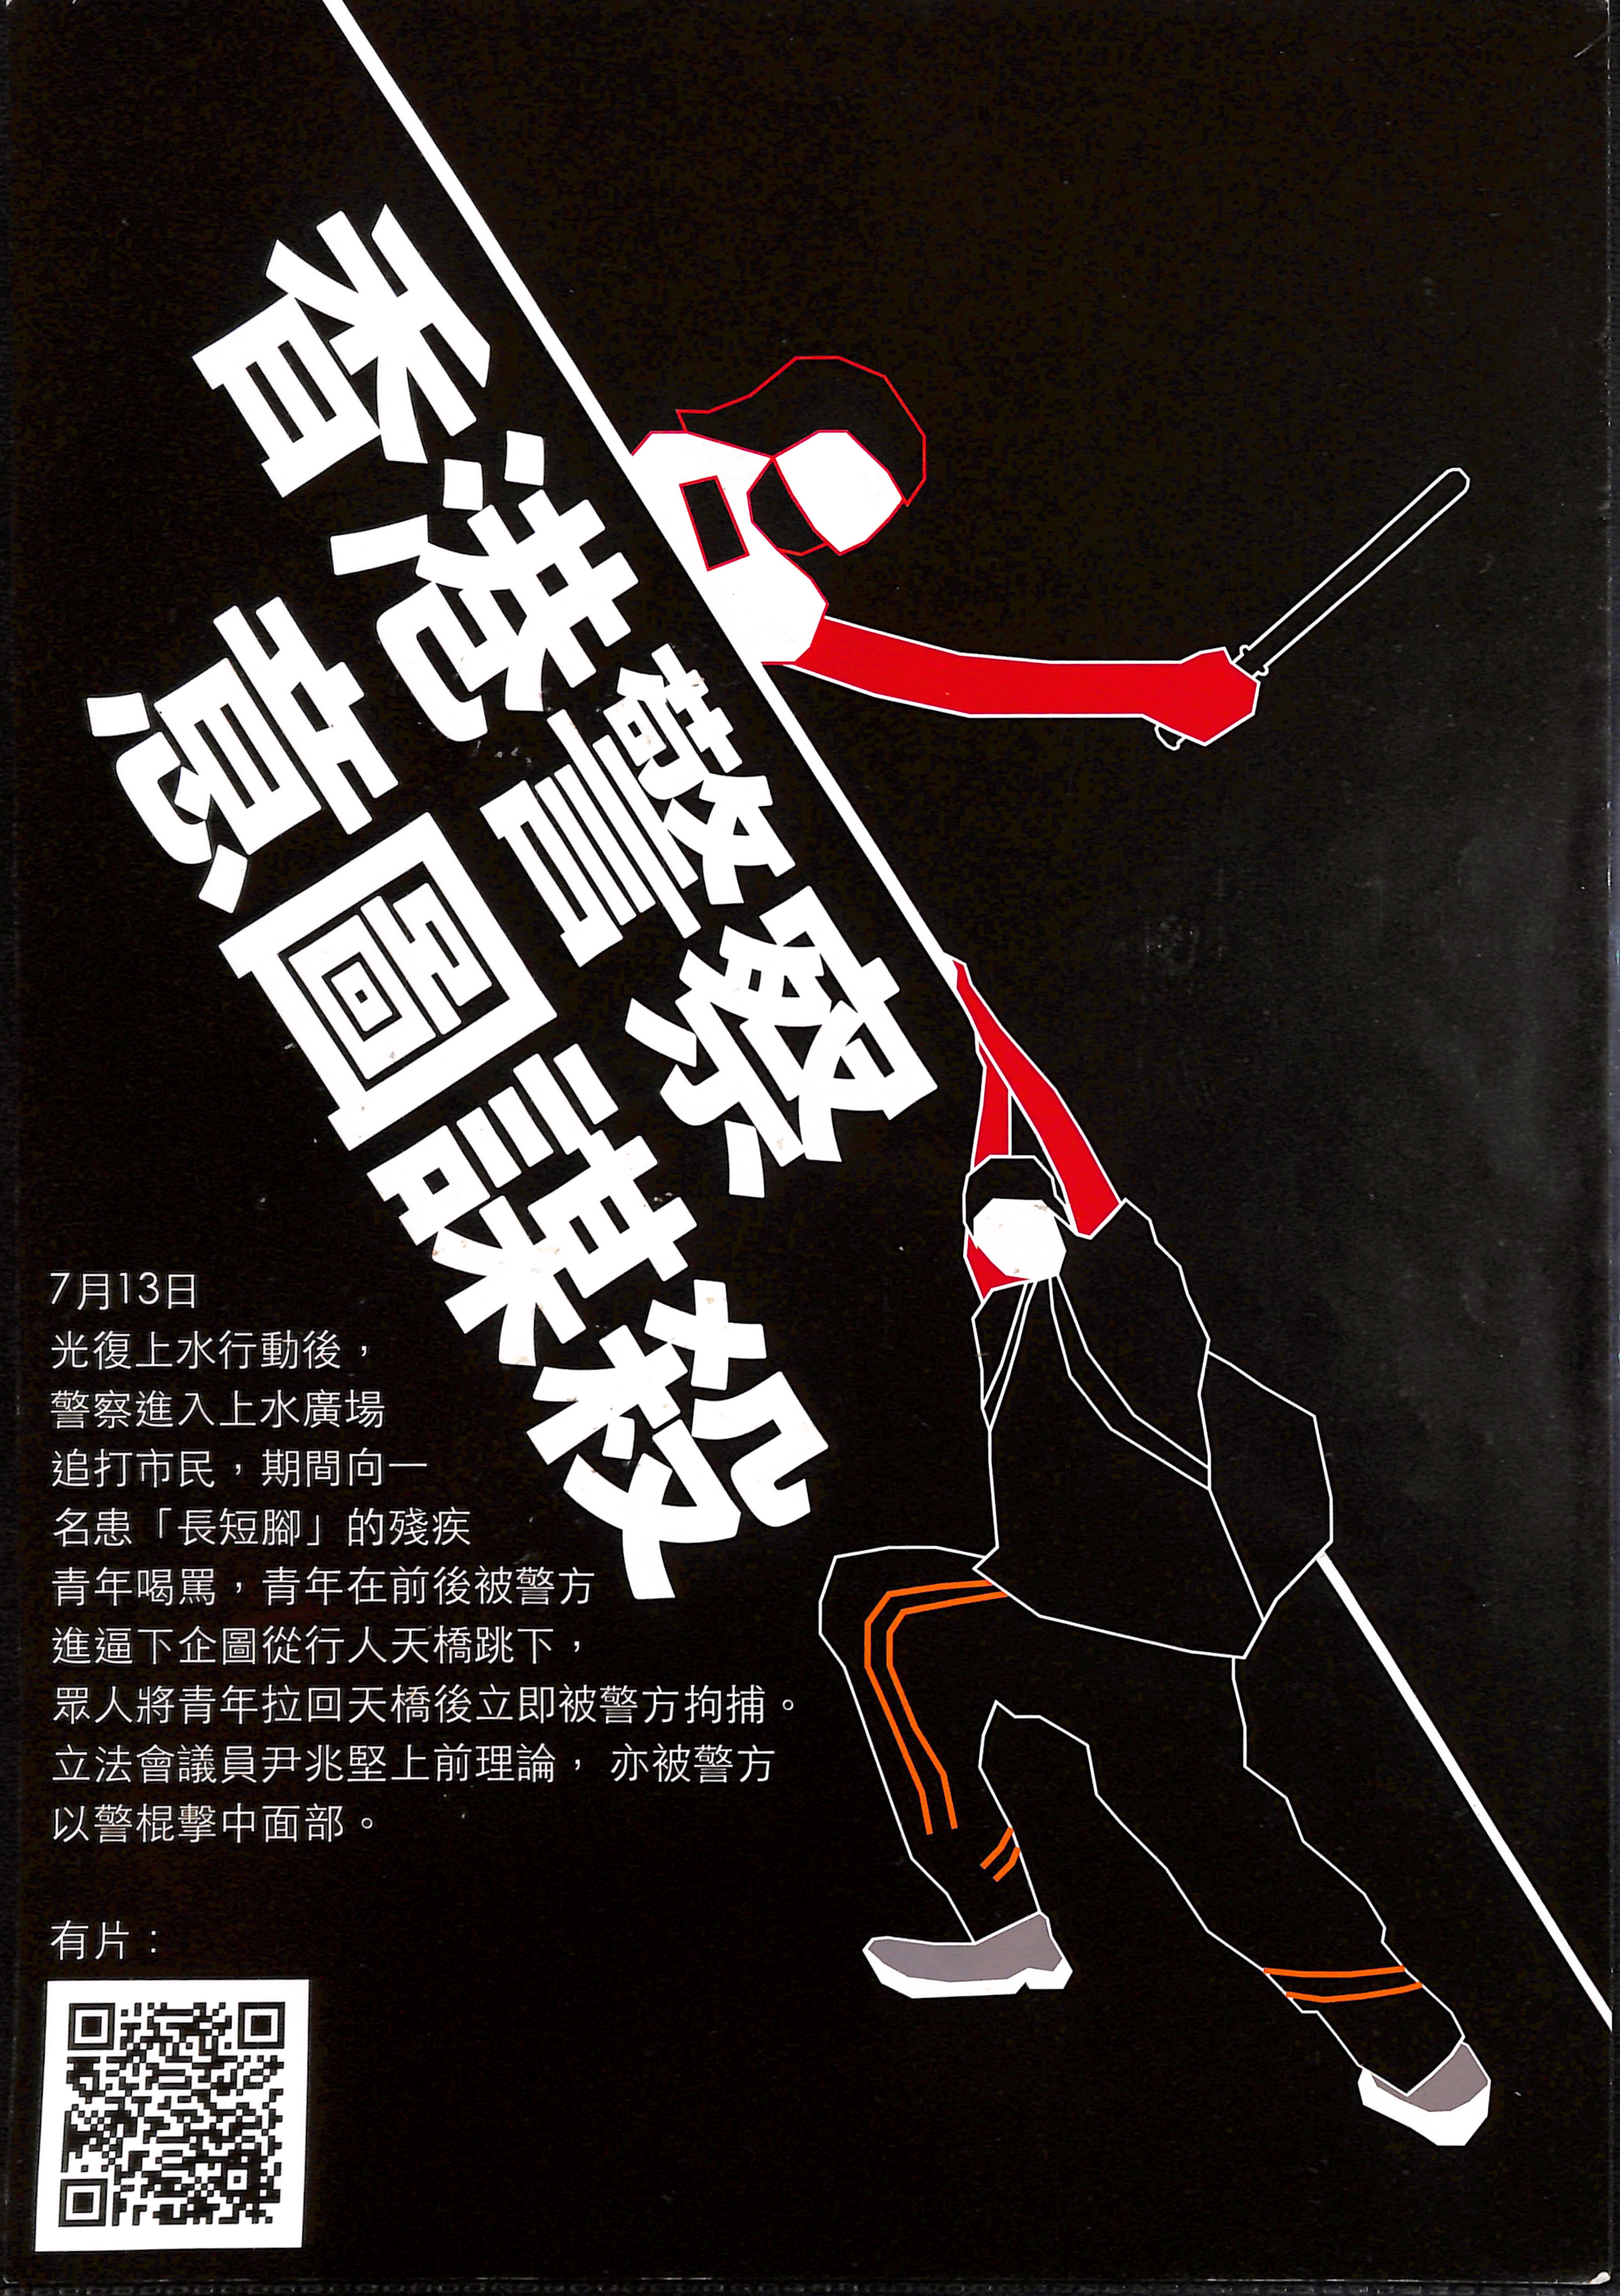 香港警察
意圖謀殺
7月13日
光復上水行動後，
警察進入上水廣場
追打市民，期間向一
名患「長短腳」的殘疾
青年喝罵，青年在前後被警方
進逼下企圖從行人天橋跳下，
眾人將青年拉回天橋後立即被警方拘捕。
立法會議員尹兆堅上前理論， 亦被警方
以警棍擊中面部。
有片：